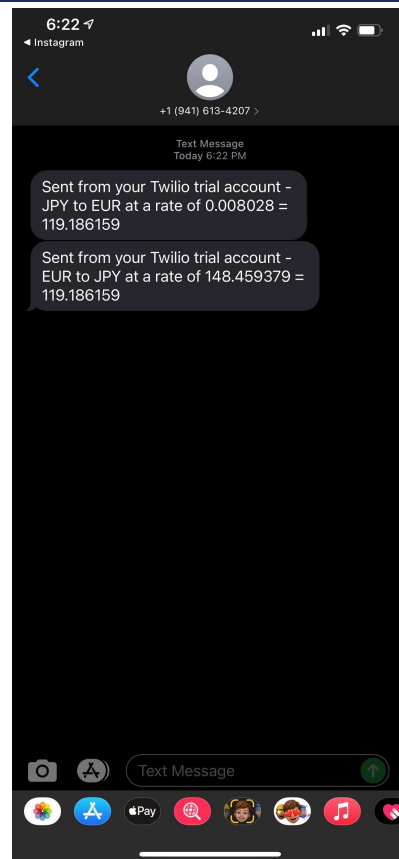 6:22
◀ Instagram
+1 (941) 613-4207 >
Text Message
Today 6:22 PM
Sent from your Twilio trial account -
JPY to EUR at a rate of 0.008028 =
119.186159
Sent from your Twilio trial account -
EUR to JPY at a rate of 148.459379 =
119.186159
Text Message
Pay